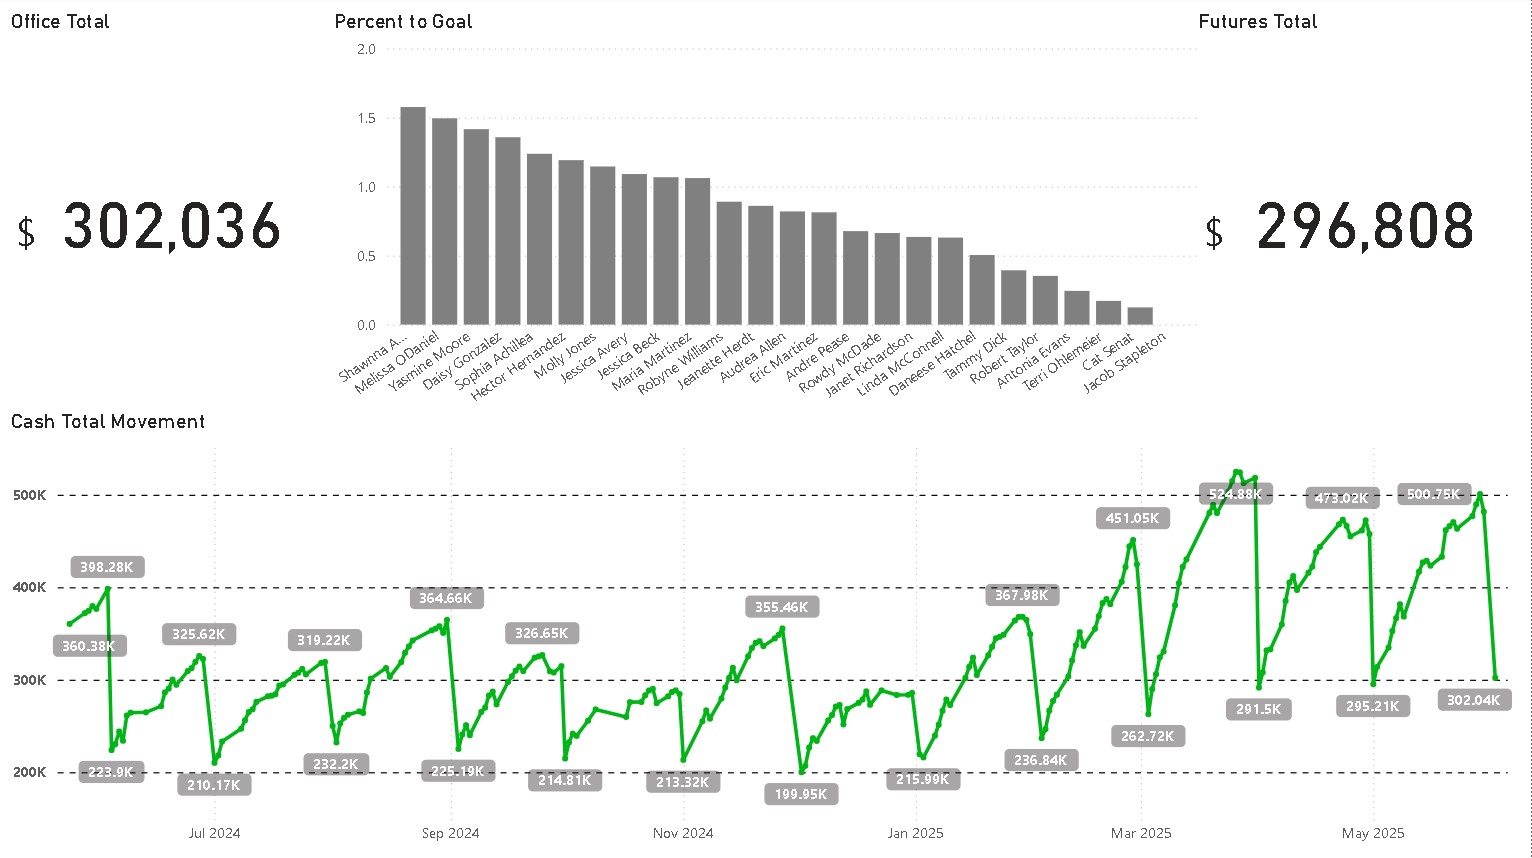 Office Total
$ 302,036
Percent to Goal
2.0
1.5
1.0
0.5
0.0
Shawnna A...
Melissa ODaniel
Yasmine Moore
Daisy Gonzalez
Sophia Achillea
Hector Hernandez
Molly Jones
Jessica Avery
Jessica Beck
Maria Martinez
Robyne Williams
Jeanette Herdt
Audrea Allen
Eric Martinez
Andre Pease
Rowdy McDade
Janet Richardson
Linda McConnell
Daneese Hatchel
Tammy Dick
Robert Taylor
Antonia Evans
Terri Ohlemeier
Cat Senat
Jacob Stapleton
Futures Total
$ 296,808
Cash Total Movement
500K
400K
300K
200K
398.28K
360.38K
223.9K
325.62K
210.17K
319.22K
232.2K
364.66K
225.19K
326.65K
214.81K
213.32K
355.46K
199.95K
215.99K
367.98K
236.84K
451.05K
262.72K
524.88K
291.5K
473.02K
295.21K
500.75K
302.04K
Jul 2024
Sep 2024
Nov 2024
Jan 2025
Mar 2025
May 2025